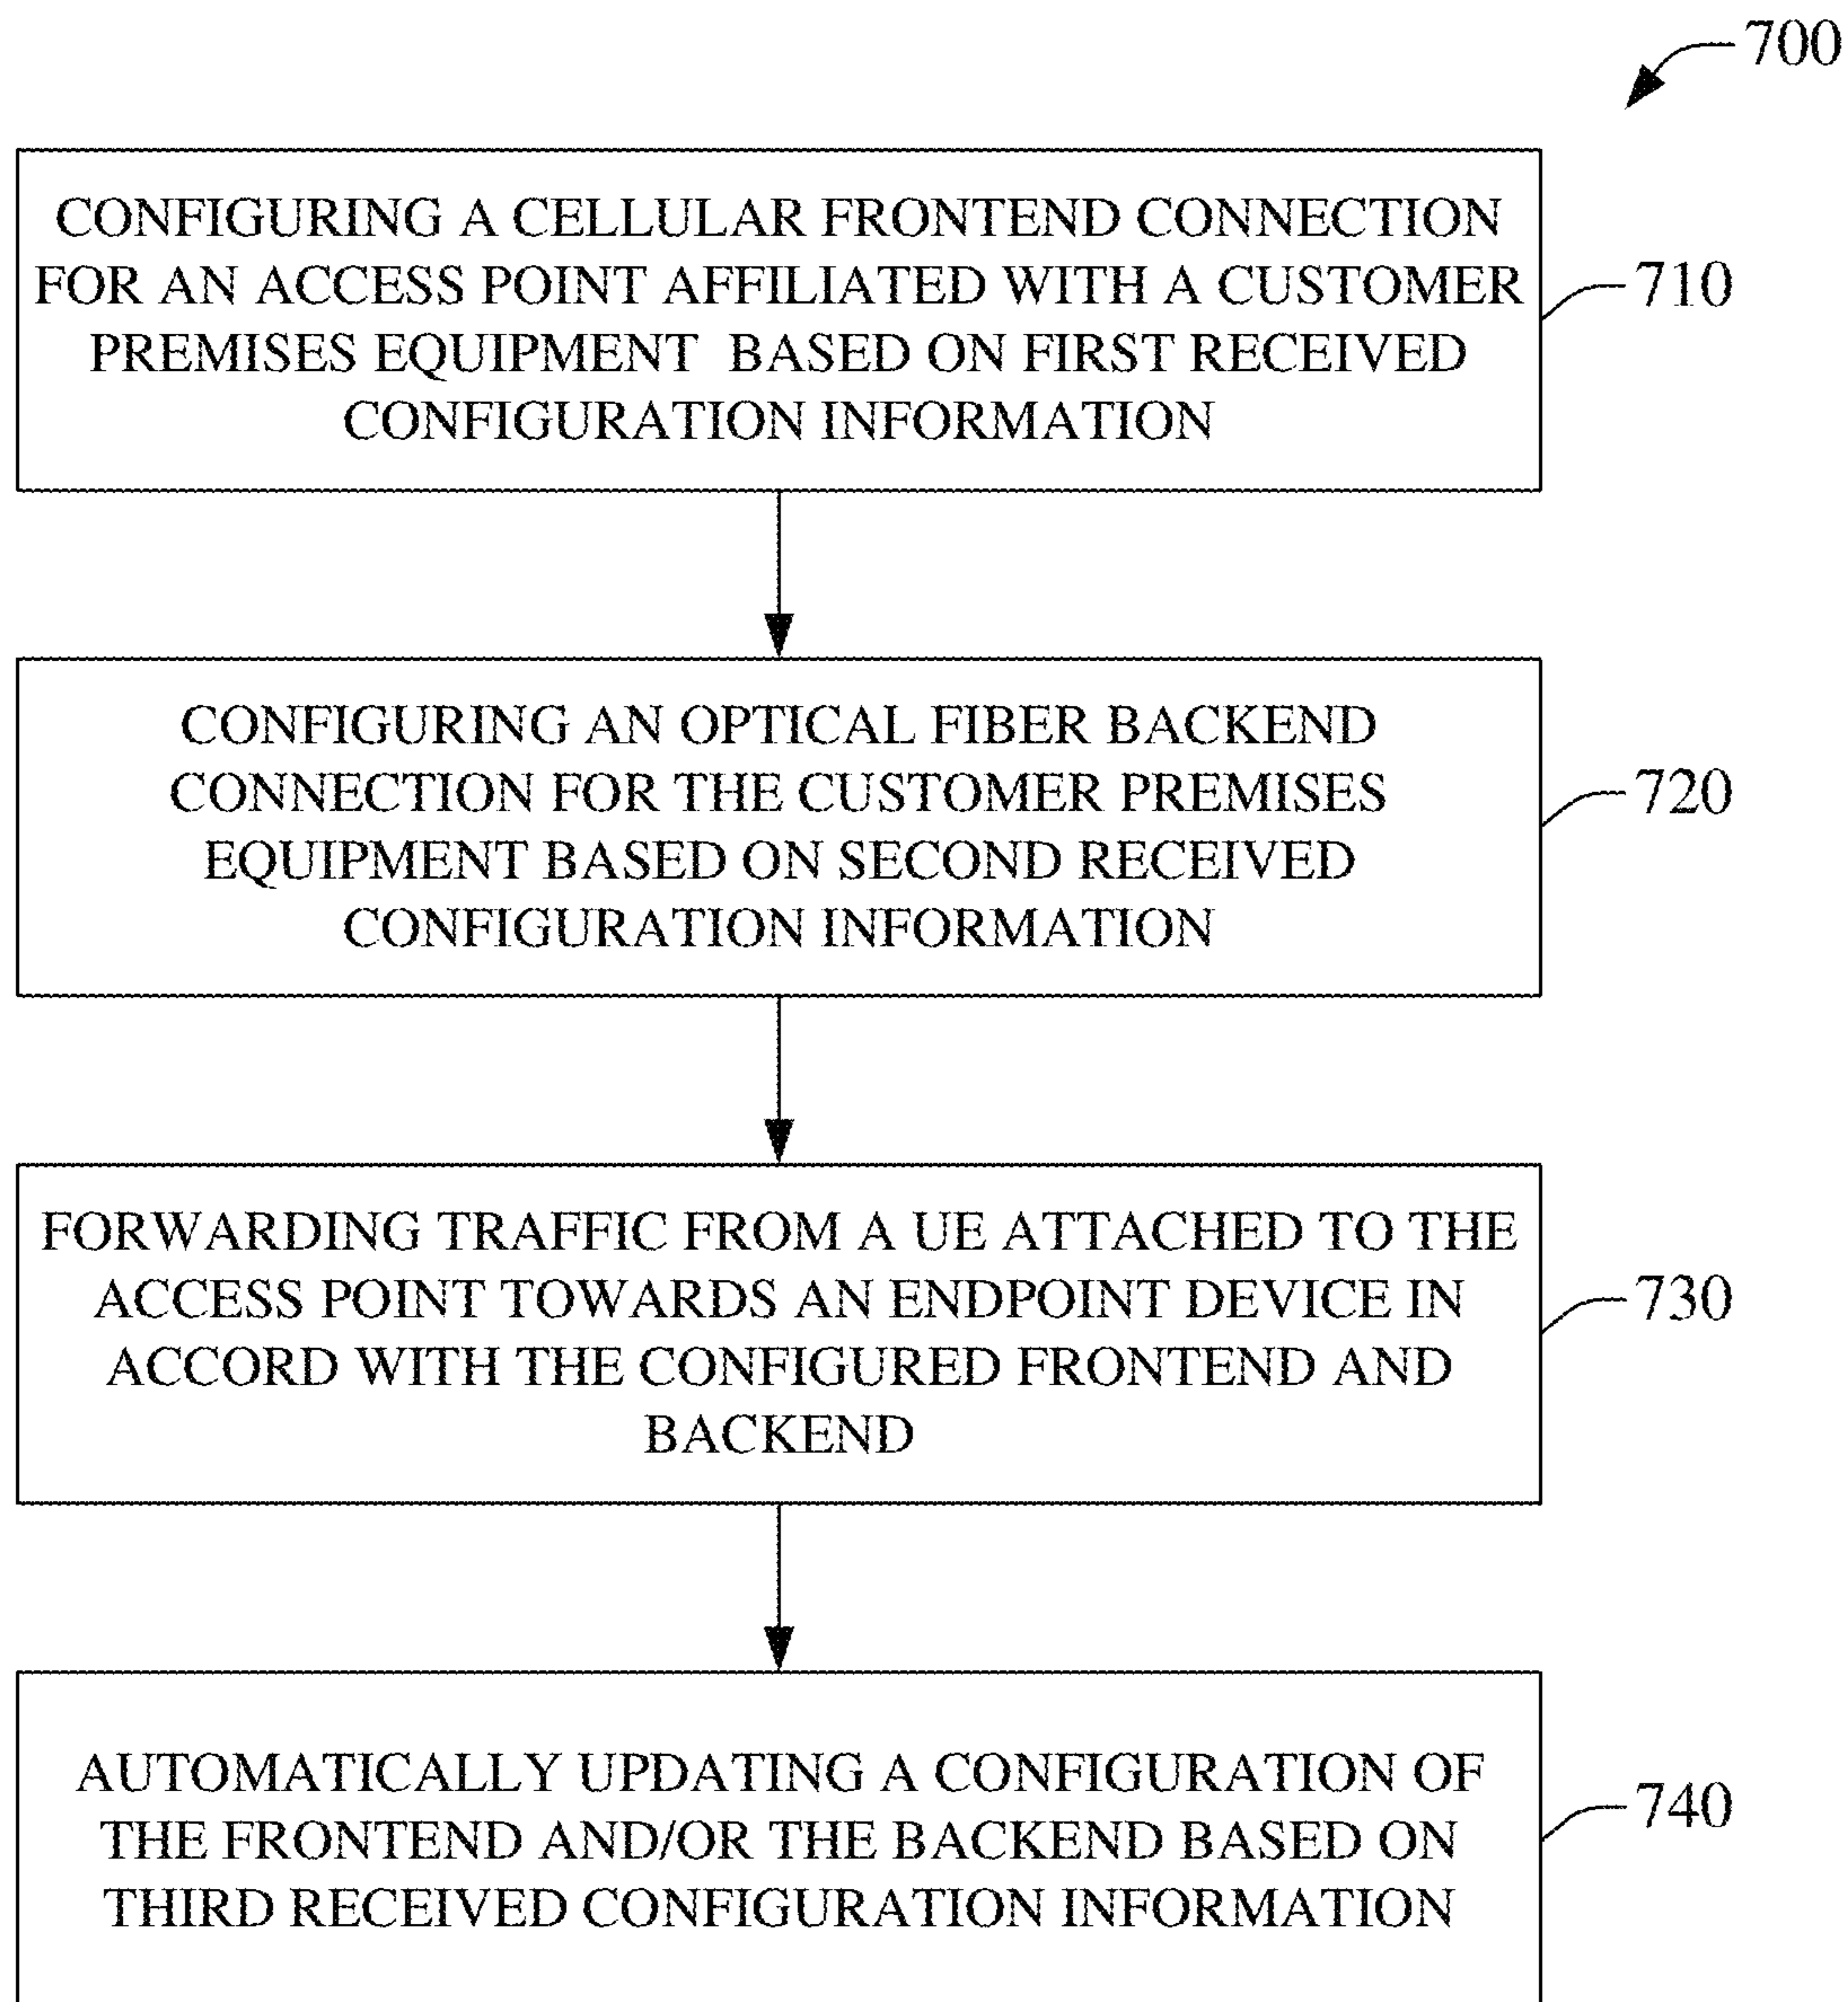 700
CONFIGURING A CELLULAR FRONTEND CONNECTION
FOR AN ACCESS POINT AFFILIATED WITH A CUSTOMER
PREMISES EQUIPMENT BASED ON FIRST RECEIVED
CONFIGURATION INFORMATION
710
CONFIGURING AN OPTICAL FIBER BACKEND
CONNECTION FOR THE CUSTOMER PREMISES
EQUIPMENT BASED ON SECOND RECEIVED
CONFIGURATION INFORMATION
720
FORWARDING TRAFFIC FROM A UE ATTACHED TO THE
ACCESS POINT TOWARDS AN ENDPOINT DEVICE IN
ACCORD WITH THE CONFIGURED FRONTEND AND
BACKEND
730
AUTOMATICALLY UPDATING A CONFIGURATION OF
THE FRONTEND AND/OR THE BACKEND BASED ON
THIRD RECEIVED CONFIGURATION INFORMATION
740